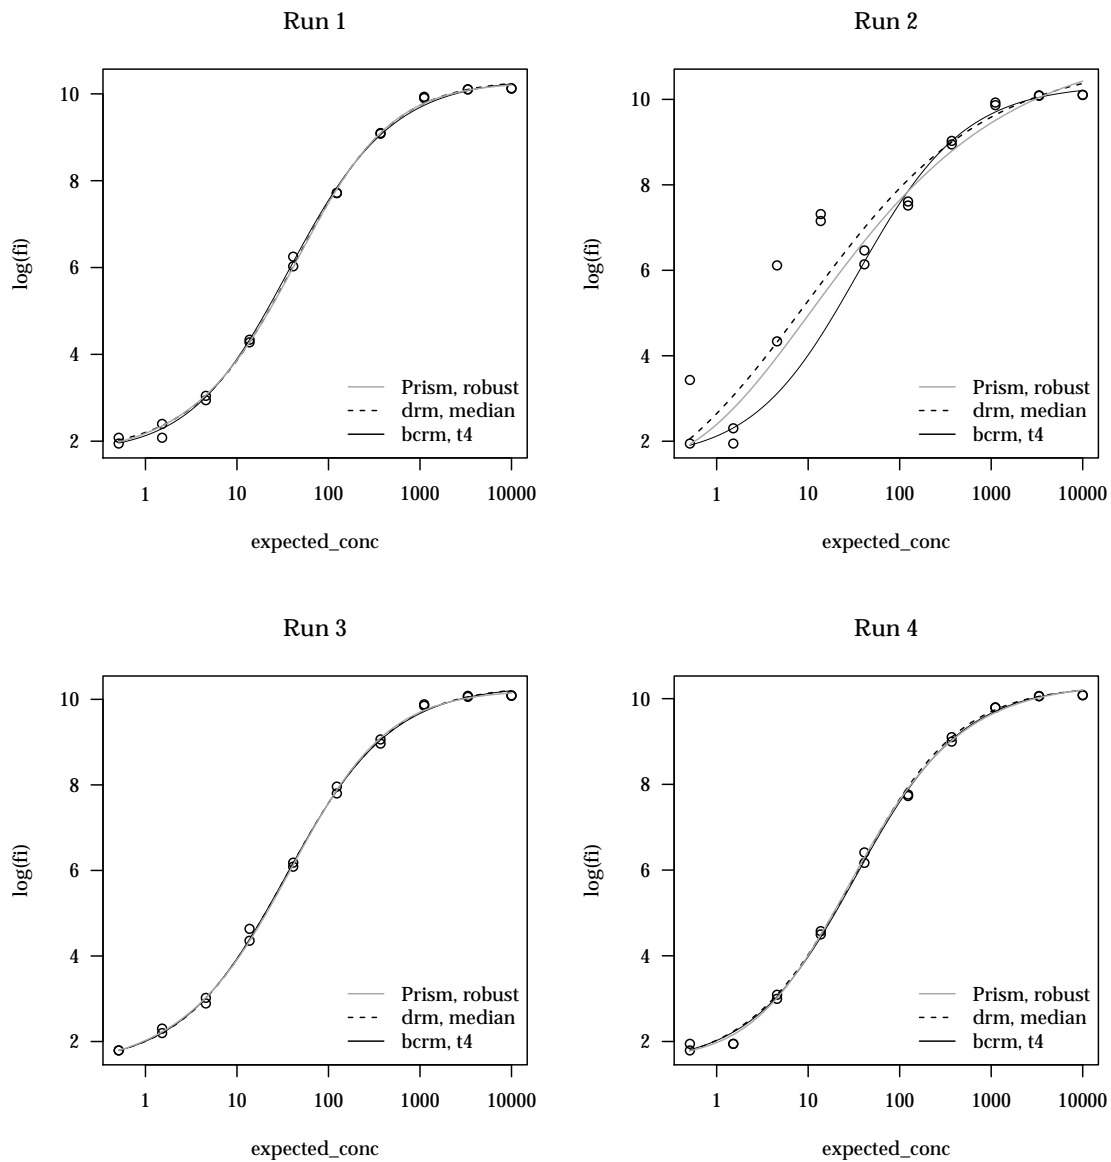 Run 1
log(fi)
10
8
6
4
2
Prism, robust
drm, median
bcrm, t4
1 10 100 1000 10000
expected_conc
Run 2
log(fi)
10
8
6
4
2
Prism, robust
drm, median
bcrm, t4
1 10 100 1000 10000
expected_conc
Run 3
log(fi)
10
8
6
4
2
Prism, robust
drm, median
bcrm, t4
1 10 100 1000 10000
expected_conc
Run 4
log(fi)
10
8
6
4
2
Prism, robust
drm, median
bcrm, t4
1 10 100 1000 10000
expected_conc